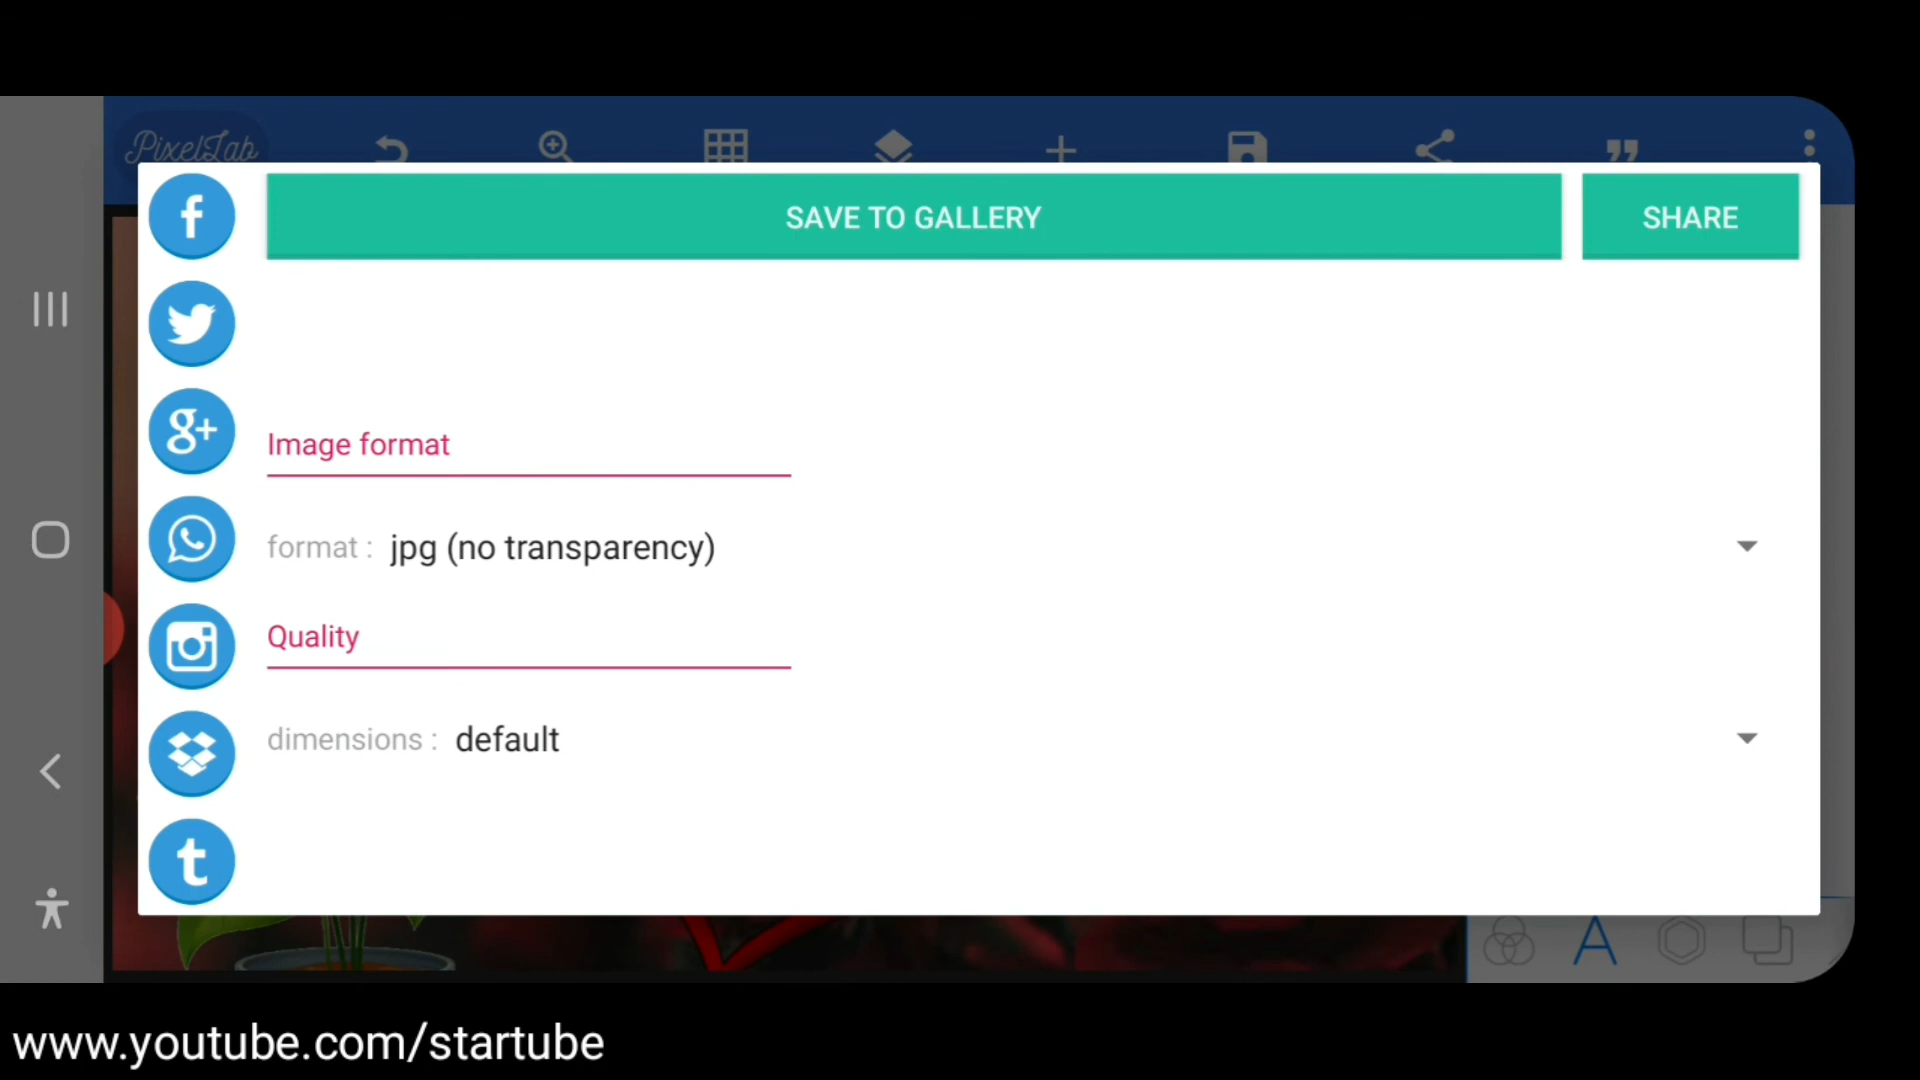 PixelLab
SAVE TO GALLERY
SHARE
Image format
format : jpg (no transparency)
Quality
dimensions : default
www.youtube.com/startube